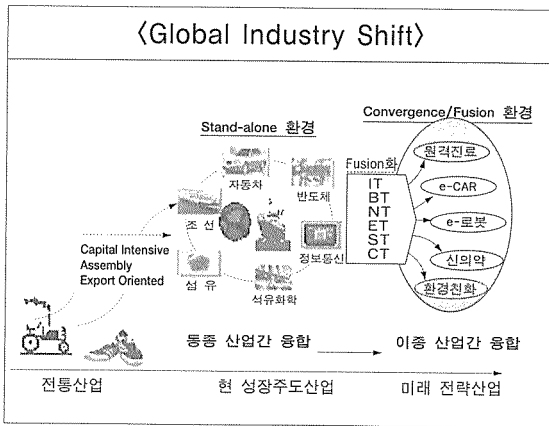 〈Global Industry Shift〉
Convergence/Fusion 환경
Stand-alone 환경
Fusion화
원격진료
자동차
반도체
IT
BT
NT
ET
ST
CT
e-CAR
조 선
e-로봇
Capital Intensive
Assembly
Export Oriented
정보통신
신의약
섬 유
석유화학
환경친화
동종 산업간 융합
이종 산업간 융합
전통산업
현 성장주도산업
미래 전략산업